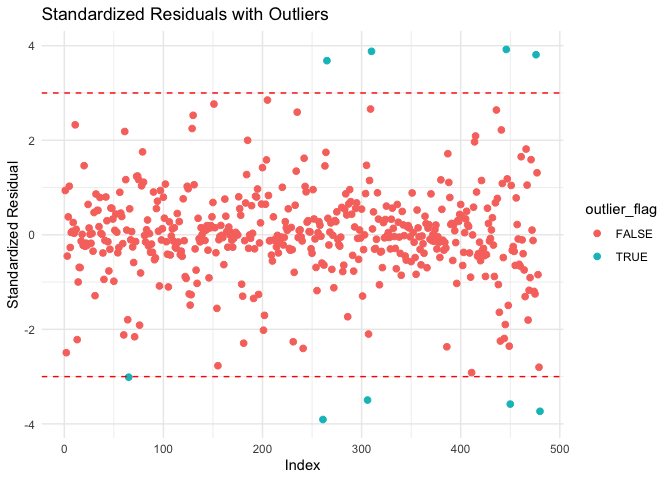 Standardized Residuals with Outliers
Standardized Residual
4
2
0
-2
-4
0 100 200 300 400 500
Index
outlier_flag
FALSE
TRUE